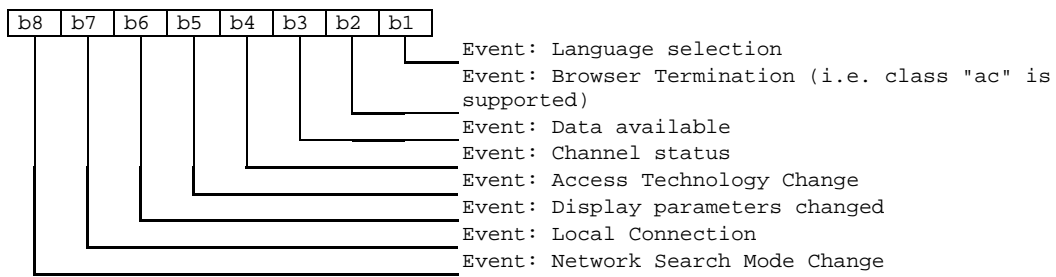 b8 b7 b6 b5 b4 b3 b2 b1
Event: Language selection
Event: Browser Termination (i.e. class "ac" is
supported)
Event: Data available
Event: Channel status
Event: Access Technology Change
Event: Display parameters changed
Event: Local Connection
Event: Network Search Mode Change